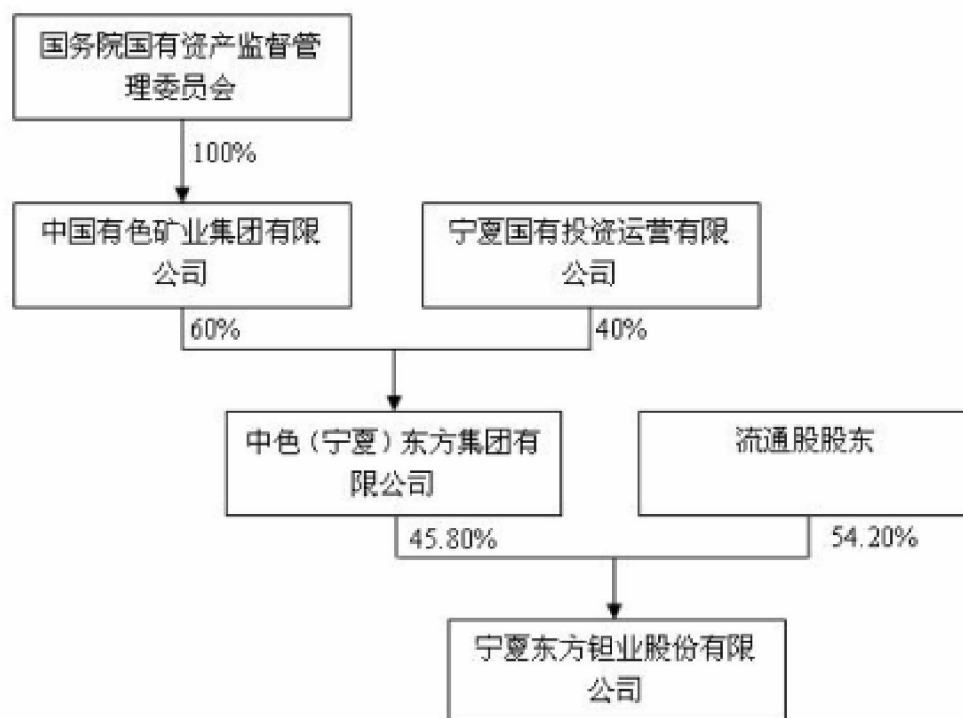 国务院国有资产监督管
理委员会
100%
中国有色矿业集团有限
公司
宁夏国有投资运营有限
公司
60%
40%
中色（宁夏）东方集团有
限公司
流通股股东
45.80%
54.20%
宁夏东方钽业股份有限
公司